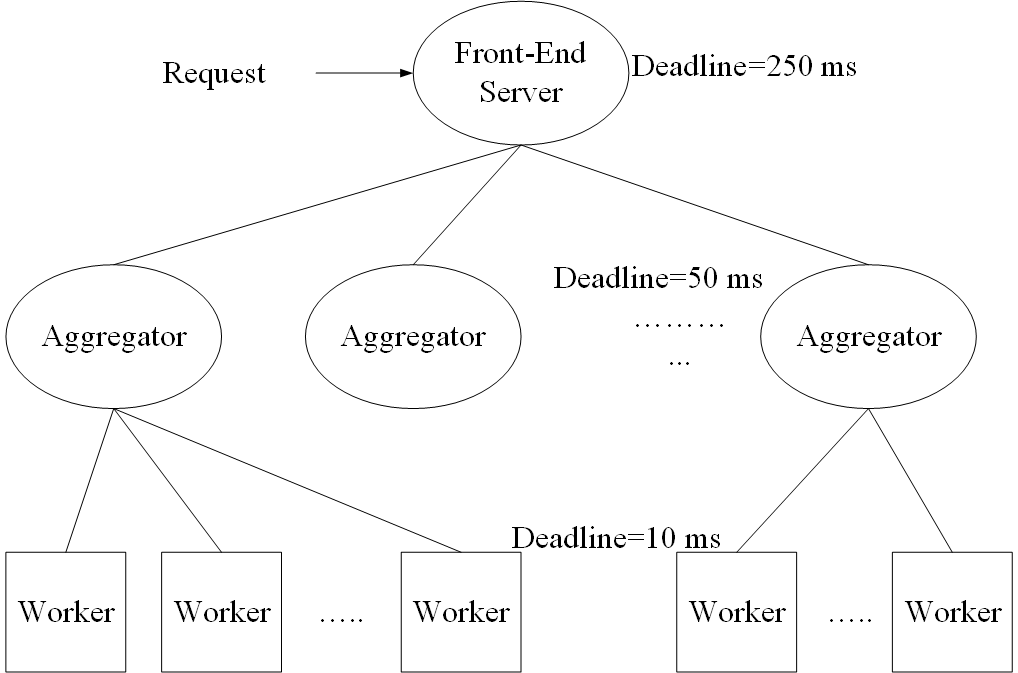 Request
Front-End
Server
Deadline=250 ms
Deadline=50 ms
Aggregator
Aggregator
………
...
Aggregator
Deadline=10 ms
Worker
Worker
…..
Worker
Worker
…..
Worker